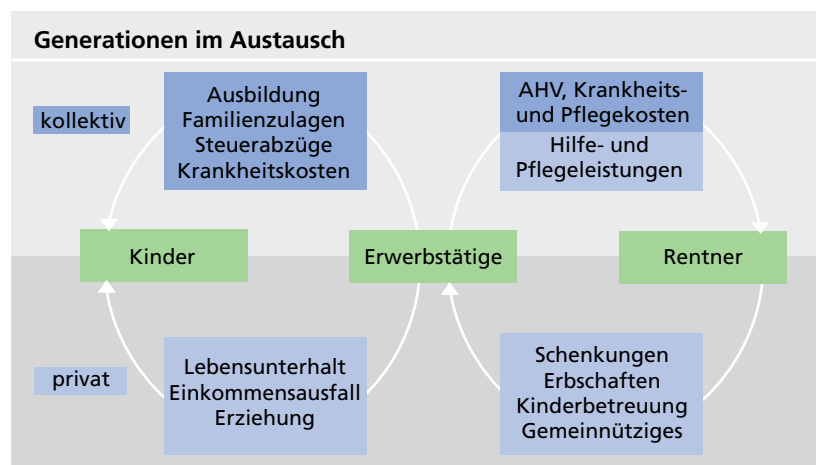 Generationen im Austausch
kollektiv
Ausbildung
Familienzulagen
Steuerabzüge
Krankheitskosten
AHV, Krankheits-
und Pflegekosten
Hilfe- und
Pflegeleistungen
Kinder
Erwerbstätige
Rentner
privat
Lebensunterhalt
Einkommensausfall
Erziehung
Schenkungen
Erbschaften
Kinderbetreuung
Gemeinnütziges